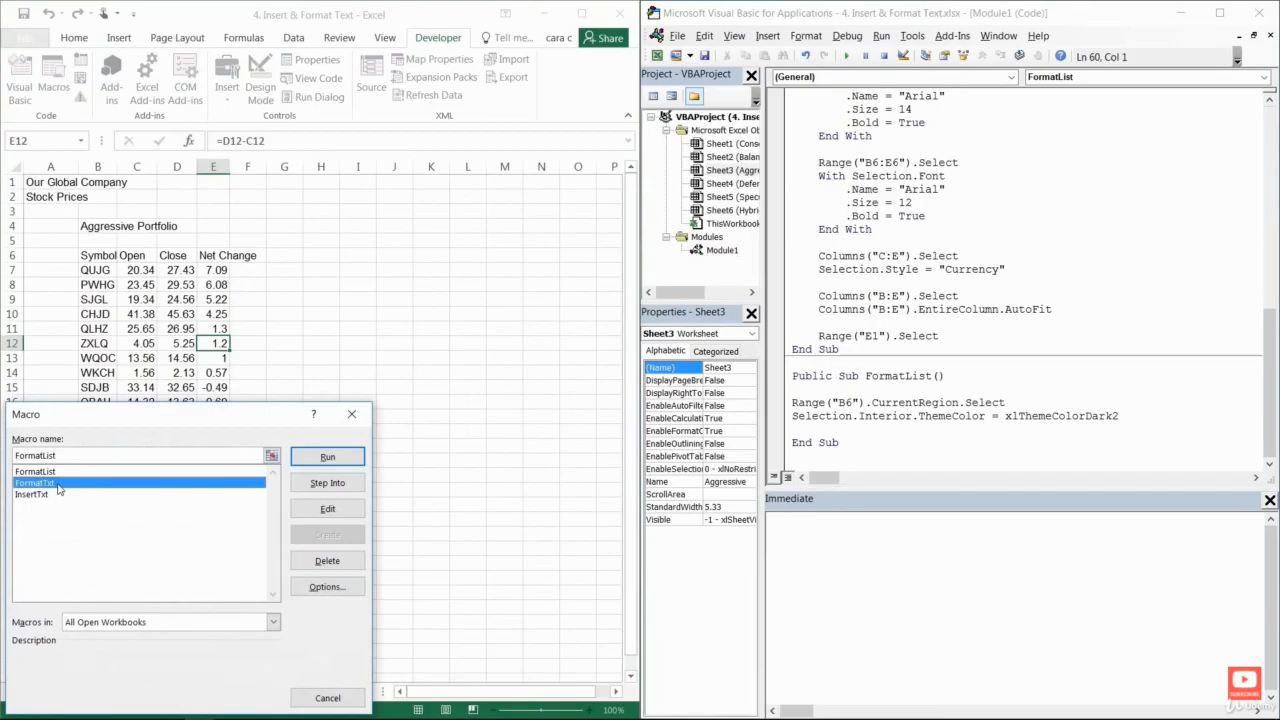 4. Insert & Format Text - Excel
Home Insert Page Layout Formulas Data Review View Developer Tell me... cara c Share
Visual Basic
Macros
Code
Add-ins
Excel Add-ins
COM Add-ins
Add-ins
Insert
Design Mode
Properties
View Code
Run Dialog
Controls
Source
Map Properties
Expansion Packs
Refresh Data
Import
Export
XML
E12 fx =D12-C12
A B C D E F G H I J K L M N O P
1 Our Global Company
2 Stock Prices
3
4 Aggressive Portfolio
5
6 Symbol Open Close Net Change
7 QUJG 20.34 27.43 7.09
8 PWHG 23.45 29.53 6.08
9 SJGL 19.34 24.56 5.22
10 CHJD 41.38 45.63 4.25
11 QLHZ 25.65 26.95 1.3
12 ZXLQ 4.05 5.25 1.2
13 WQOC 13.56 14.56 1
14 WKCH 1.56 2.13 0.57
15 SDJB 33.14 32.65 -0.49
Macro ?
Macro name:
FormatList
FormatList
FormatTxt
InsertTxt
Run
Step Into
Edit
Create
Delete
Options...
Macros in: All Open Workbooks
Description
Cancel
100%
Microsoft Visual Basic for Applications - 4. Insert & Format Text.xlsx - [Module1 (Code)]
File Edit View Insert Format Debug Run Tools Add-Ins Window Help
Ln 60, Col 1
Project - VBAProject
VBAProject (4. Inse
Microsoft Excel Ob
Sheet1 (Conse
Sheet2 (Balan
Sheet3 (Aggre
Sheet4 (Defen
Sheet5 (Specu
Sheet6 (Hybri
ThisWorkbook
Modules
Module1
Properties - Sheet3
Sheet3 Worksheet
Alphabetic Categorized
(Name) Sheet3
DisplayPageBre False
DisplayRightTo False
EnableAutoFilte False
EnableCalculati True
EnableFormatC True
EnableOutlining False
EnablePivotTab False
EnableSelection 0 - xlNoRestri
Name Aggressive
ScrollArea
StandardWidth 5.33
Visible -1 - xlSheetVi
(General) FormatList
.Name = "Arial"
.Size = 14
.Bold = True
End With
Range("B6:E6").Select
With Selection.Font
.Name = "Arial"
.Size = 12
.Bold = True
End With
Columns("C:E").Select
Selection.Style = "Currency"
Columns("B:E").Select
Columns("B:E").EntireColumn.AutoFit
Range("E1").Select
End Sub
Public Sub FormatList()
Range("B6").CurrentRegion.Select
Selection.Interior.ThemeColor = xlThemeColorDark2
End Sub
Immediate
SUBSCRIBE
Udemy